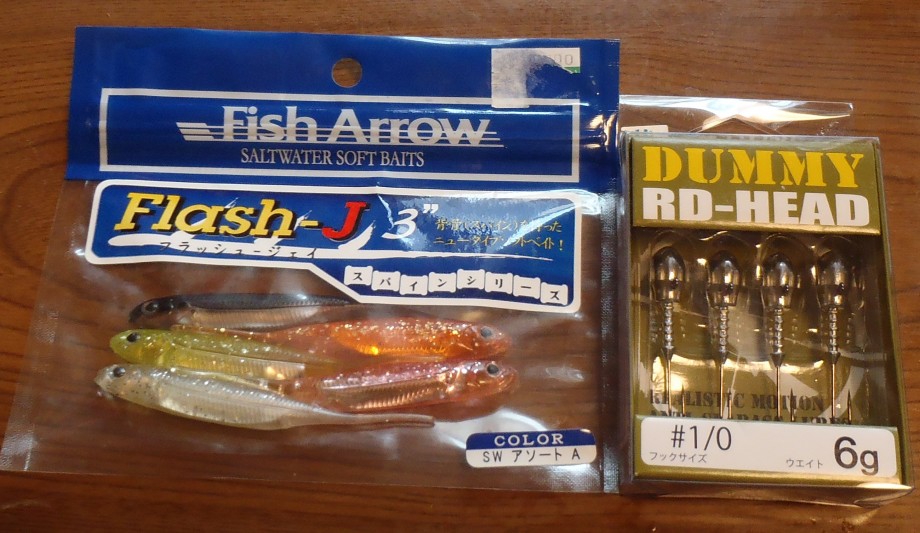 Fish Arrow
SALTWATER SOFT BAITS
Flash-J 3"
フラッシュージェイ
ニュータイプソフトベイト!
スパインシリーズ
COLOR
SW アソート A
DUMMY
RD-HEAD
REALISTIC MOTION
#1/0
フックサイズ
ウエイト 6g